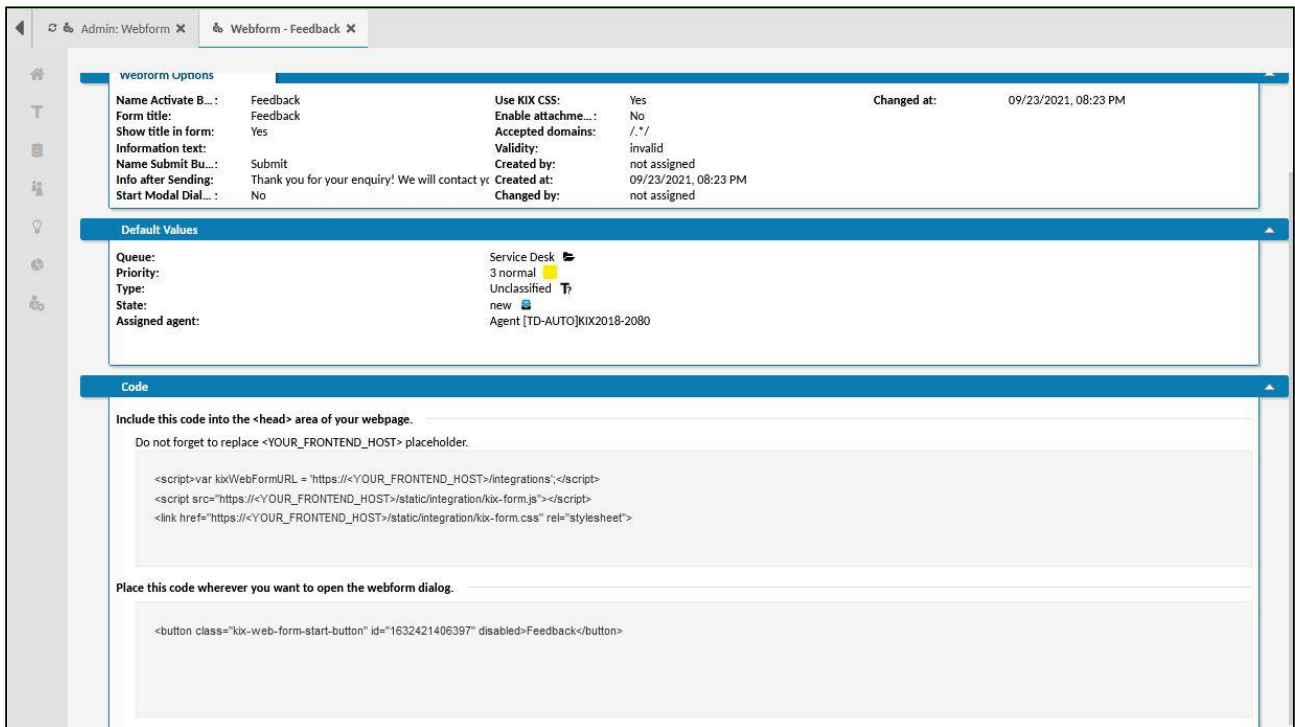 Admin: Webform
Webform - Feedback
Webform Options
Name Activate B...: Feedback Use KIX CSS: Yes Changed at: 09/23/2021, 08:23 PM
Form title: Feedback Enable attachme...: No
Show title in form: Yes Accepted domains: /.*/
Information text: Validity: invalid
Name Submit Bu...: Submit Created by: not assigned
Info after Sending: Thank you for your enquiry! We will contact yo Created at: 09/23/2021, 08:23 PM
Start Modal Dial... : No Changed by: not assigned
Default Values
Queue: Service Desk
Priority: 3 normal
Type: Unclassified
State: new
Assigned agent: Agent [TD-AUTO]KIX2018-2080
Code
Include this code into the <head> area of your webpage.
Do not forget to replace <YOUR_FRONTEND_HOST> placeholder.
<script>var kixWebFormURL = 'https://<YOUR_FRONTEND_HOST>/integrations';</script>
<script src="https://<YOUR_FRONTEND_HOST>/static/integration/kix-form.js"></script>
<link href="https://<YOUR_FRONTEND_HOST>/static/integration/kix-form.css" rel="stylesheet">
Place this code wherever you want to open the webform dialog.
<button class="kix-web-form-start-button" id="1632421406397" disabled>Feedback</button>